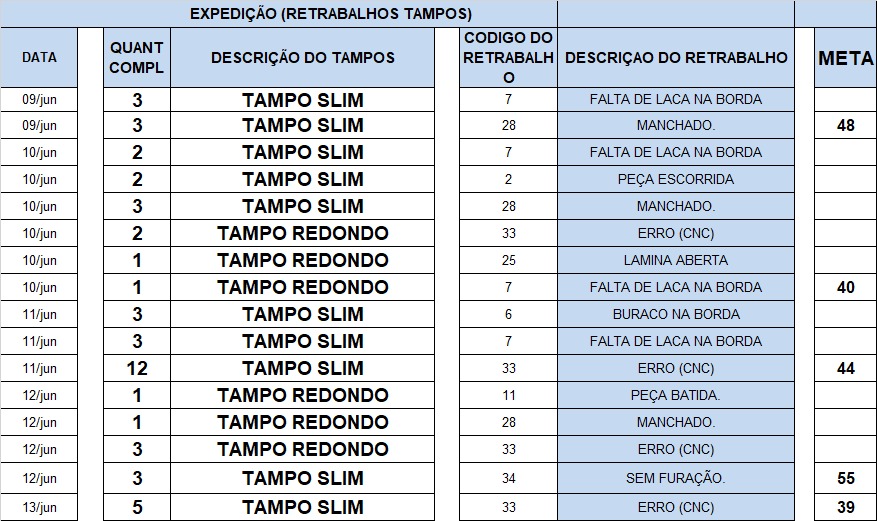 EXPEDIÇÃO (RETRABALHOS TAMPOS)
DATA QUANT COMPL DESCRIÇÃO DO TAMPOS CODIGO DO RETRABALHO DESCRIÇAO DO RETRABALHO META
09/jun 3 TAMPO SLIM 7 FALTA DE LACA NA BORDA
09/jun 3 TAMPO SLIM 28 MANCHADO. 48
10/jun 2 TAMPO SLIM 7 FALTA DE LACA NA BORDA
10/jun 2 TAMPO SLIM 2 PEÇA ESCORRIDA
10/jun 3 TAMPO SLIM 28 MANCHADO.
10/jun 2 TAMPO REDONDO 33 ERRO (CNC)
10/jun 1 TAMPO REDONDO 25 LAMINA ABERTA
10/jun 1 TAMPO REDONDO 7 FALTA DE LACA NA BORDA 40
11/jun 3 TAMPO SLIM 6 BURACO NA BORDA
11/jun 3 TAMPO SLIM 7 FALTA DE LACA NA BORDA
11/jun 12 TAMPO SLIM 33 ERRO (CNC) 44
12/jun 1 TAMPO REDONDO 11 PEÇA BATIDA.
12/jun 1 TAMPO REDONDO 28 MANCHADO.
12/jun 3 TAMPO REDONDO 33 ERRO (CNC)
12/jun 3 TAMPO SLIM 34 SEM FURAÇÃO. 55
13/jun 5 TAMPO SLIM 33 ERRO (CNC) 39